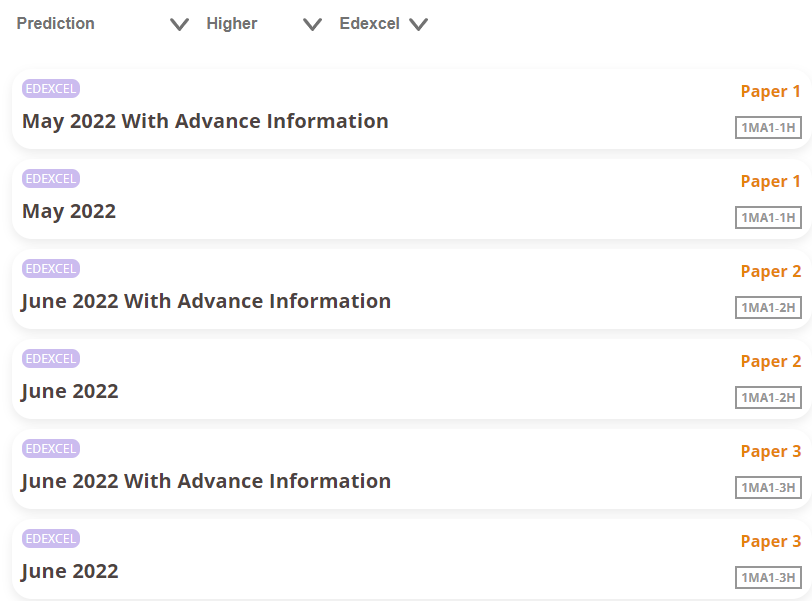 Prediction Higher Edexcel
EDEXCEL
Paper 1
May 2022 With Advance Information
1MA1-1H
EDEXCEL
Paper 1
May 2022
1MA1-1H
EDEXCEL
Paper 2
June 2022 With Advance Information
1MA1-2H
EDEXCEL
Paper 2
June 2022
1MA1-2H
EDEXCEL
Paper 3
June 2022 With Advance Information
1MA1-3H
EDEXCEL
Paper 3
June 2022
1MA1-3H